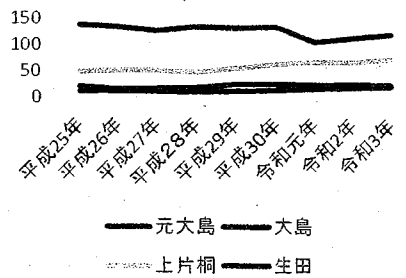 150
100
50
0
平成25年
平成26年
平成27年
平成28年
平成29年
平成30年
令和元年
令和2年
令和3年
元大島 大島
上片桐 生田